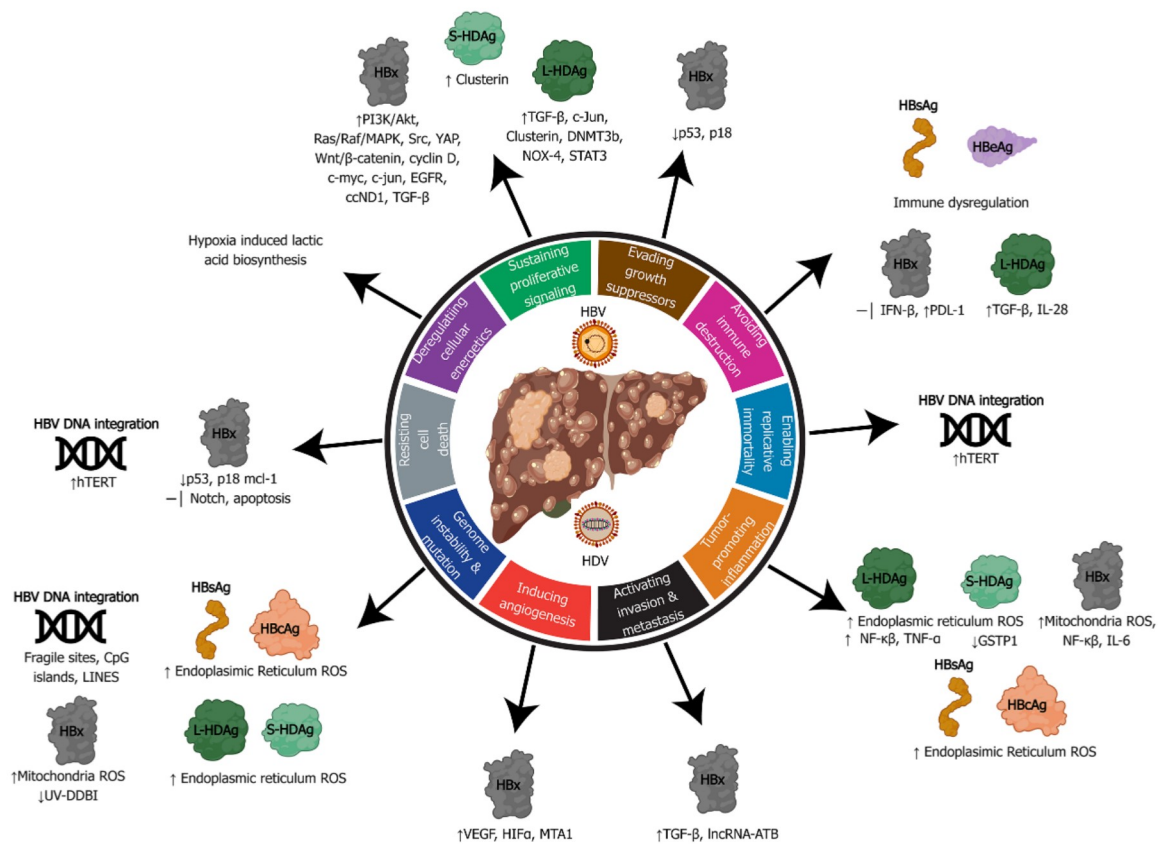 HBx
↑PI3K/Akt,
Ras/Raf/MAPK, Src, YAP,
Wnt/β-catenin, cyclin D,
c-myc, c-jun, EGFR,
ccND1, TGF-β
S-HDAg
↑ Clusterin
L-HDAg
↑TGF-β, c-Jun,
Clusterin, DNMT3b,
NOX-4, STAT3
HBx
↓p53, p18
HBsAg
HBeAg
Immune dysregulation
HBx
—| IFN-β, ↑PDL-1
L-HDAg
↑TGF-β, IL-28
Hypoxia induced lactic
acid biosynthesis
Sustaining
proliferative
signaling
Evading
growth
suppressors
Avoiding
immune
destruction
Enabling
replicative
immortality
Tumor-
promoting
inflammation
Activating
invasion &
metastasis
Inducing
angiogenesis
Genome
instability &
mutation
Resisting
cell
death
Deregulatiing
cellular
energetics
HBV
HDV
HBV DNA integration
↑hTERT
HBx
↓p53, p18 mcl-1
—| Notch, apoptosis
HBV DNA integration
↑hTERT
HBV DNA integration
Fragile sites, CpG
islands, LINES
HBsAg
HBcAg
↑ Endoplasimic Reticulum ROS
HBx
↑Mitochondria ROS
↓UV-DDBI
L-HDAg
S-HDAg
↑ Endoplasmic reticulum ROS
HBx
↑VEGF, HIFα, MTA1
HBx
↑TGF-β, lncRNA-ATB
L-HDAg
S-HDAg
HBx
↑ Endoplasmic reticulum ROS
↑ NF-κβ, TNF-α
↓GSTP1
↑Mitochondria ROS,
NF-κβ, IL-6
HBsAg
HBcAg
↑ Endoplasimic Reticulum ROS